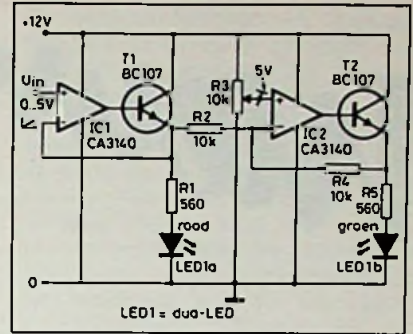 +12V
T1
BC107
T2
BC107
Uin
0..5V
IC1
CA3140
R2
10k
R3
10k
5V
IC2
CA3140
R4
10k
R1
560
R5
560
rood
LED1a
groen
LED1b
0
LED1 = dua-LED